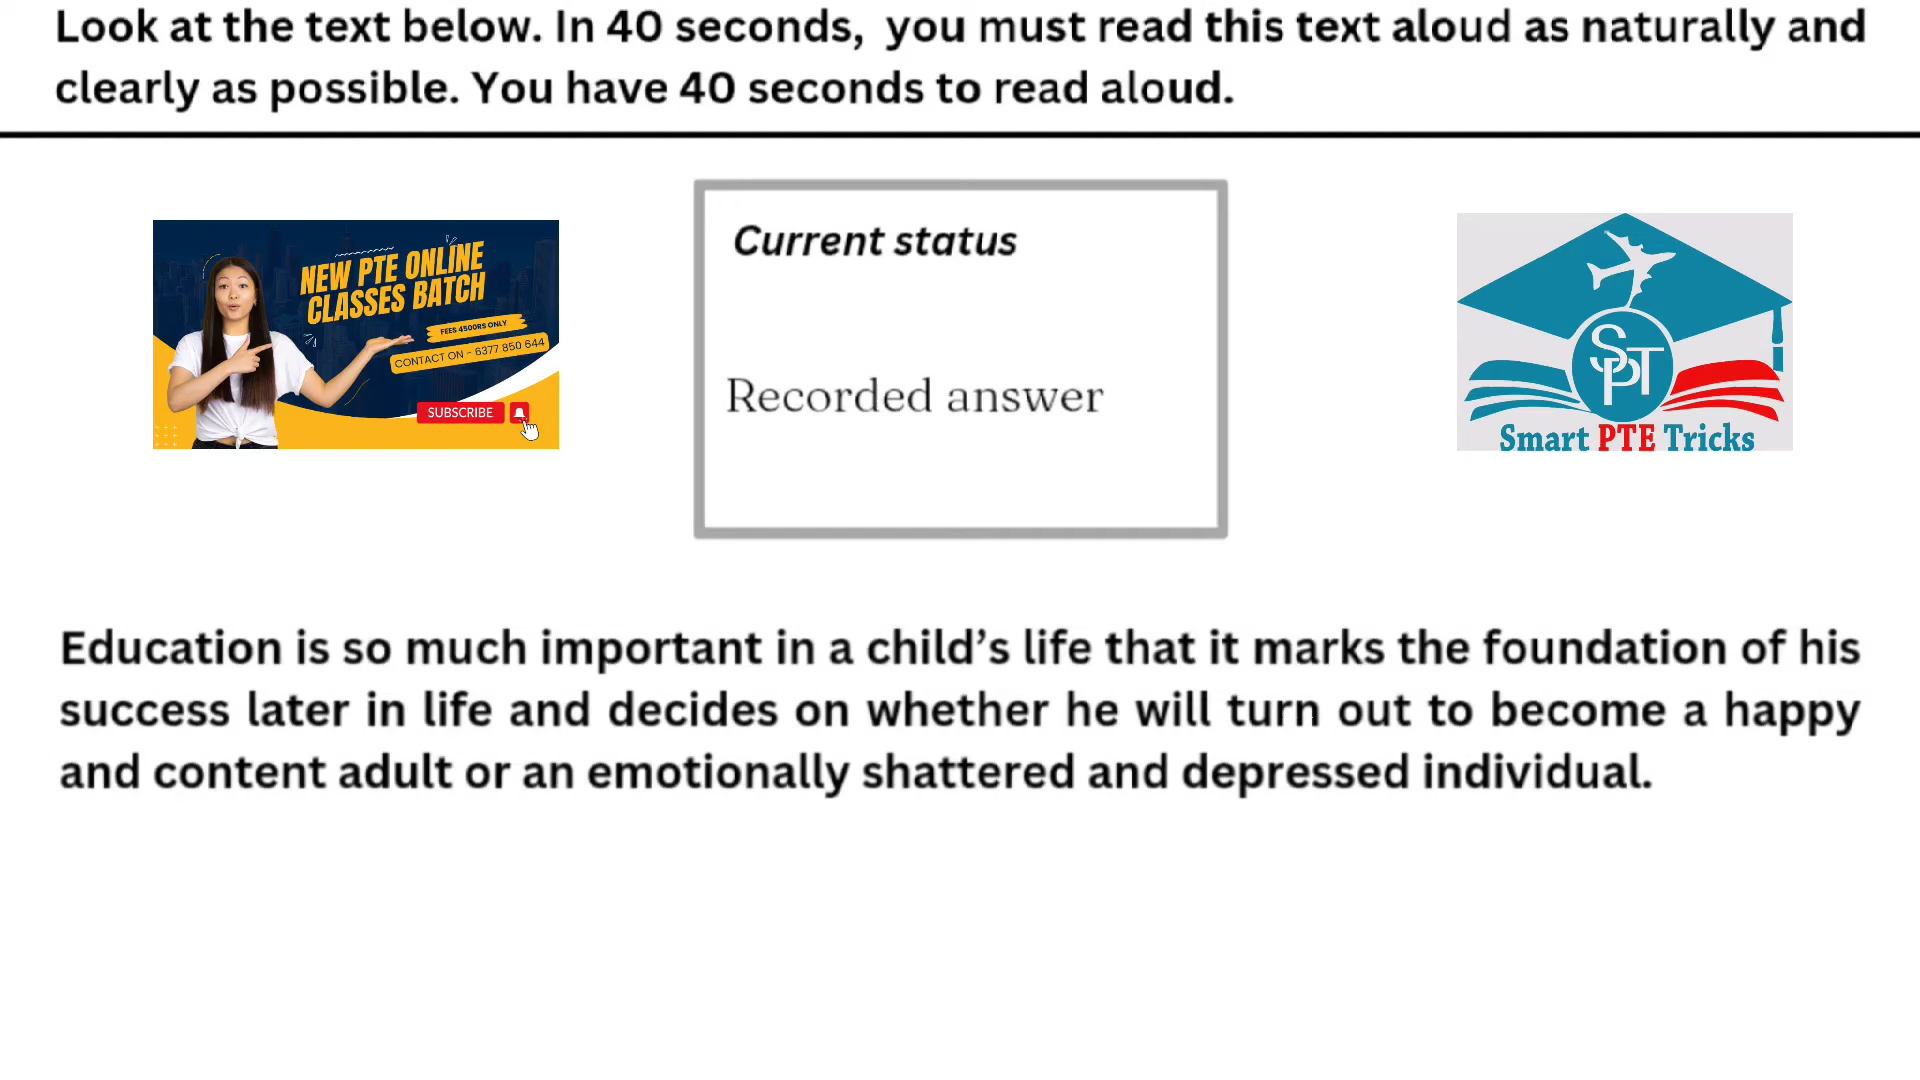 Look at the text below. In 40 seconds, you must read this text aloud as naturally and
clearly as possible. You have 40 seconds to read aloud.
NEW PTE ONLINE
CLASSES BATCH
FEES 4500RS ONLY
CONTACT ON - 6377 850 644
SUBSCRIBE
Current status
Recorded answer
SPT
Smart PTE Tricks
Education is so much important in a child’s life that it marks the foundation of his
success later in life and decides on whether he will turn out to become a happy
and content adult or an emotionally shattered and depressed individual.